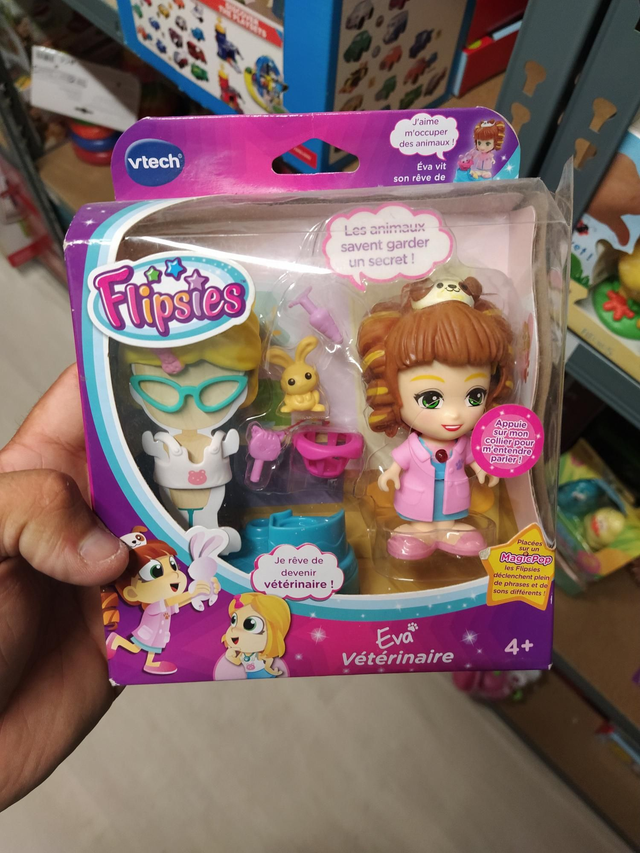 vtech
J'aime
m'occuper
des animaux !
Éva vit
son rêve de
Les animaux
savent garder
un secret !
Flipsies
Appuie
sur mon
collier pour
m'entendre
parler !
Placées
sur un
MagicPop
les Flipsies
déclenchent plein
de phrases et de
sons différents !
Je rêve de
devenir
vétérinaire !
Eva
Vétérinaire
4+